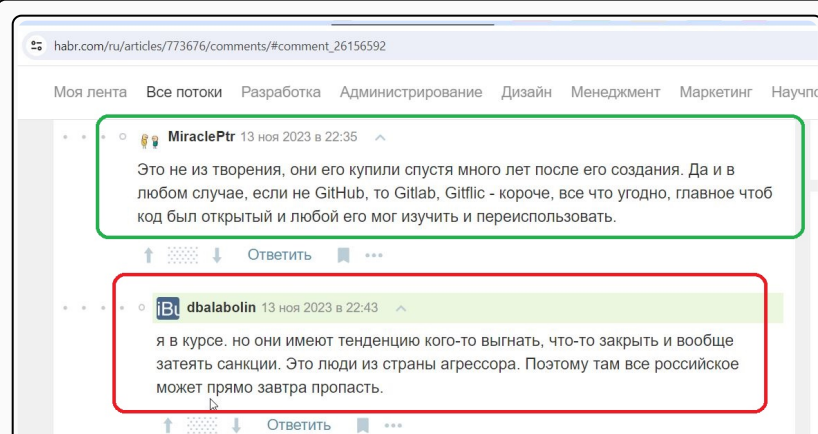 habr.com/ru/articles/773676/comments/#comment_26156592
Моя лента Все потоки Разработка Администрирование Дизайн Менеджмент Маркетинг Научпо
MiraclePtr 13 ноя 2023 в 22:35
Это не из творения, они его купили спустя много лет после его создания. Да и в
любом случае, если не GitHub, то Gitlab, Gitflic - короче, все что угодно, главное чтоб
код был открытый и любой его мог изучить и переиспользовать.
Ответить
iBu dbalabolin 13 ноя 2023 в 22:43
я в курсе. но они имеют тенденцию кого-то выгнать, что-то закрыть и вообще
затеять санкции. Это люди из страны агрессора. Поэтому там все российское
может прямо завтра пропасть.
Ответить